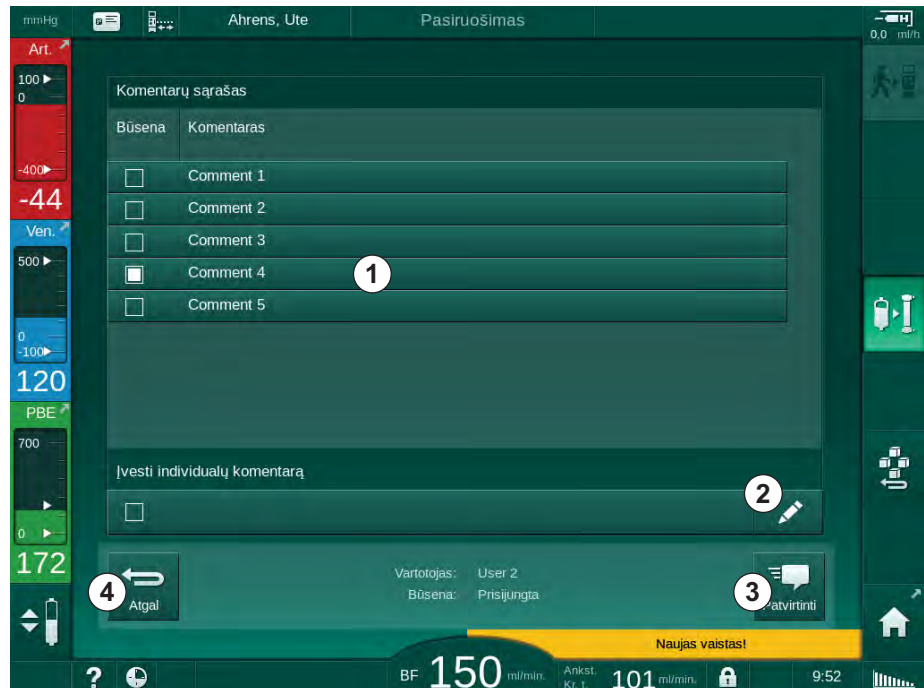 mmHg
Ahrens, Ute
Pasiruošimas
0,0 ml/h
Art.
100
0
-400
-44
Ven.
500
0
-100
120
PBE
700
0
172
Komentarų sąrašas
Būsena Komentaras
Comment 1
Comment 2
Comment 3
Comment 4
1
Comment 5
Įvesti individualų komentarą
2
4
Atgal
Vartotojas: User 2
Būsena: Prisijungta
3
Patvirtinti
Naujas vaistas!
?
BF 150 ml/min.
Ankst. Kr. t. 101 ml/min.
9:52